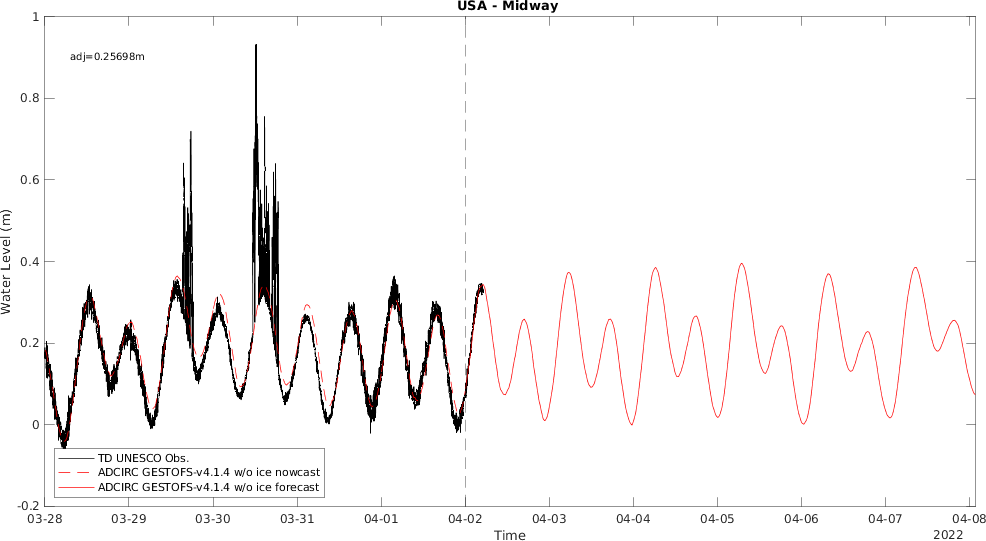 USA - Midway
adj=0.25698m
1
0.8
0.6
0.4
0.2
0
-0.2
Water Level (m)
TD UNESCO Obs.
ADCIRC GESTOFS-v4.1.4 w/o ice nowcast
ADCIRC GESTOFS-v4.1.4 w/o ice forecast
03-28 03-29 03-30 03-31 04-01 04-02 04-03 04-04 04-05 04-06 04-07 04-08
Time
2022